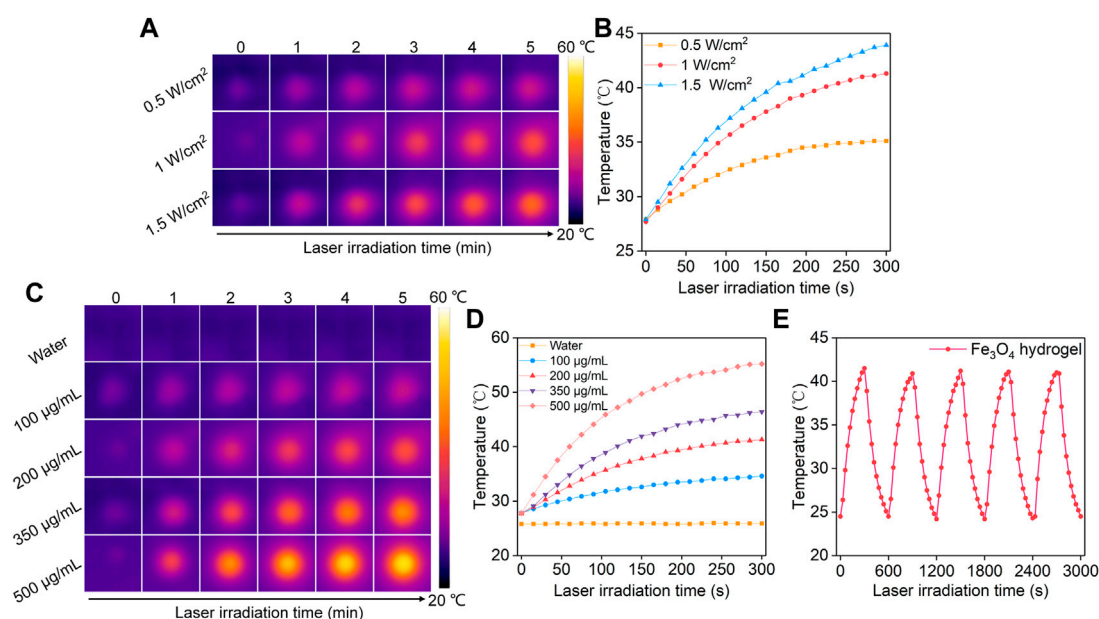 A
0 1 2 3 4 5
60 ℃
0.5 W/cm²
1 W/cm²
1.5 W/cm²
20 ℃
Laser irradiation time (min)
B
0.5 W/cm²
1 W/cm²
1.5 W/cm²
45
40
35
30
25
Temperature (℃)
0 50 100 150 200 250 300
Laser irradiation time (s)
C
0 1 2 3 4 5
60 ℃
Water
100 μg/mL
200 μg/mL
350 μg/mL
500 μg/mL
20 ℃
Laser irradiation time (min)
D
Water
100 μg/mL
200 μg/mL
350 μg/mL
500 μg/mL
60
50
40
30
20
Temperature (℃)
0 50 100 150 200 250 300
Laser irradiation time (s)
E
Fe₃O₄ hydrogel
45
40
35
30
25
20
Temperature (℃)
0 600 1200 1800 2400 3000
Laser irradiation time (s)